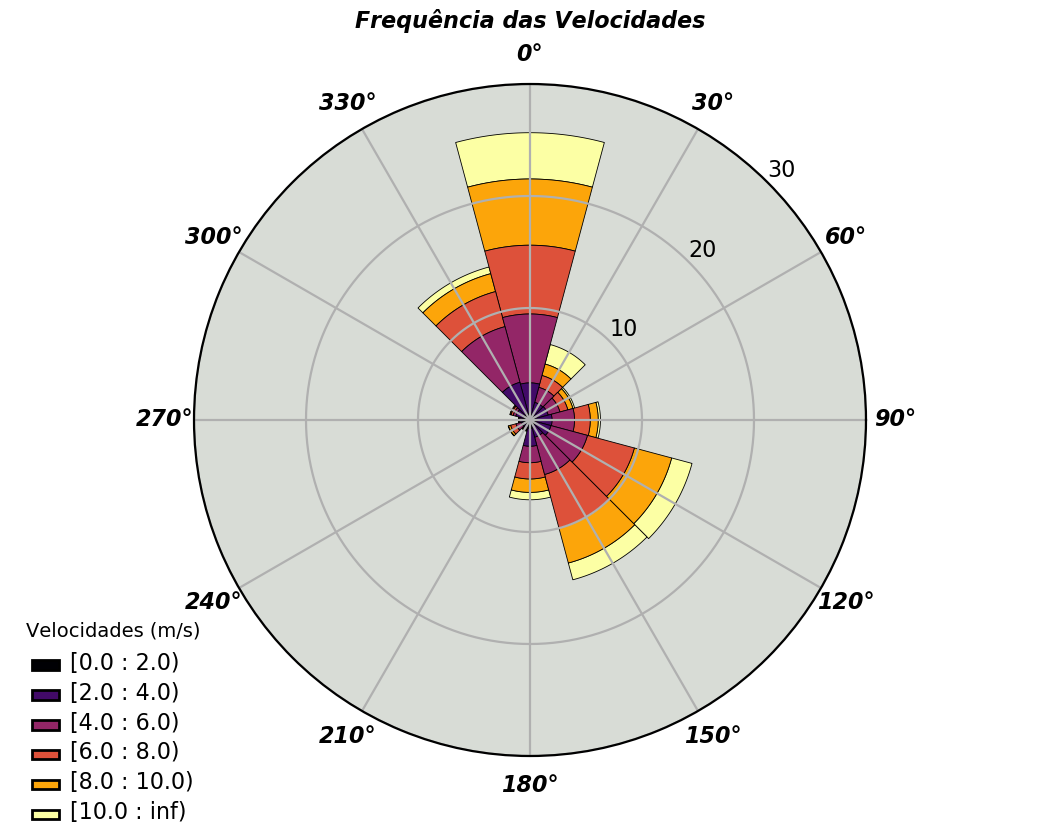 Frequência das Velocidades
0°
330°
30°
30
300°
60°
20
10
270°
90°
240°
120°
210°
150°
180°
Velocidades (m/s)
[0.0 : 2.0)
[2.0 : 4.0)
[4.0 : 6.0)
[6.0 : 8.0)
[8.0 : 10.0)
[10.0 : inf)